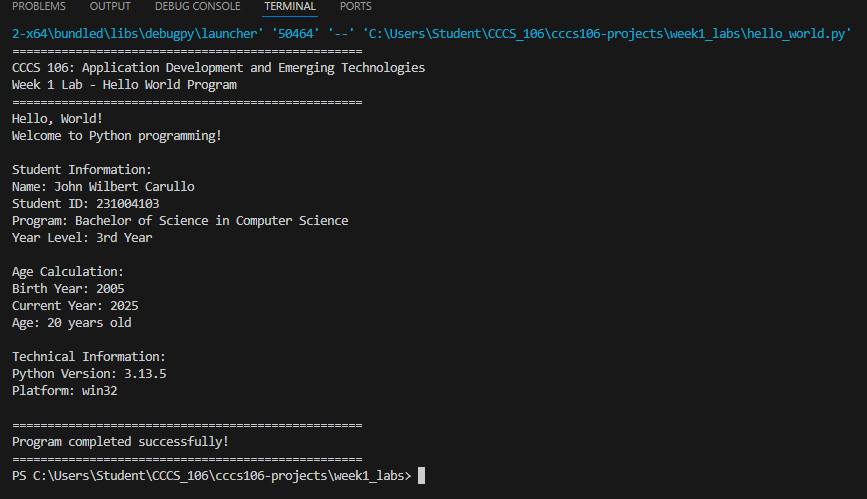 PROBLEMS OUTPUT DEBUG CONSOLE TERMINAL PORTS
2-x64\bundled\libs\debugpy\launcher' '50464' '--' 'C:\Users\Student\CCCS_106\cccs106-projects\week1_labs\hello_world.py'
==================================================
CCCS 106: Application Development and Emerging Technologies
Week 1 Lab - Hello World Program
==================================================
Hello, World!
Welcome to Python programming!
Student Information:
Name: John Wilbert Carullo
Student ID: 231004103
Program: Bachelor of Science in Computer Science
Year Level: 3rd Year
Age Calculation:
Birth Year: 2005
Current Year: 2025
Age: 20 years old
Technical Information:
Python Version: 3.13.5
Platform: win32
==================================================
Program completed successfully!
==================================================
PS C:\Users\Student\CCCS_106\cccs106-projects\week1_labs>